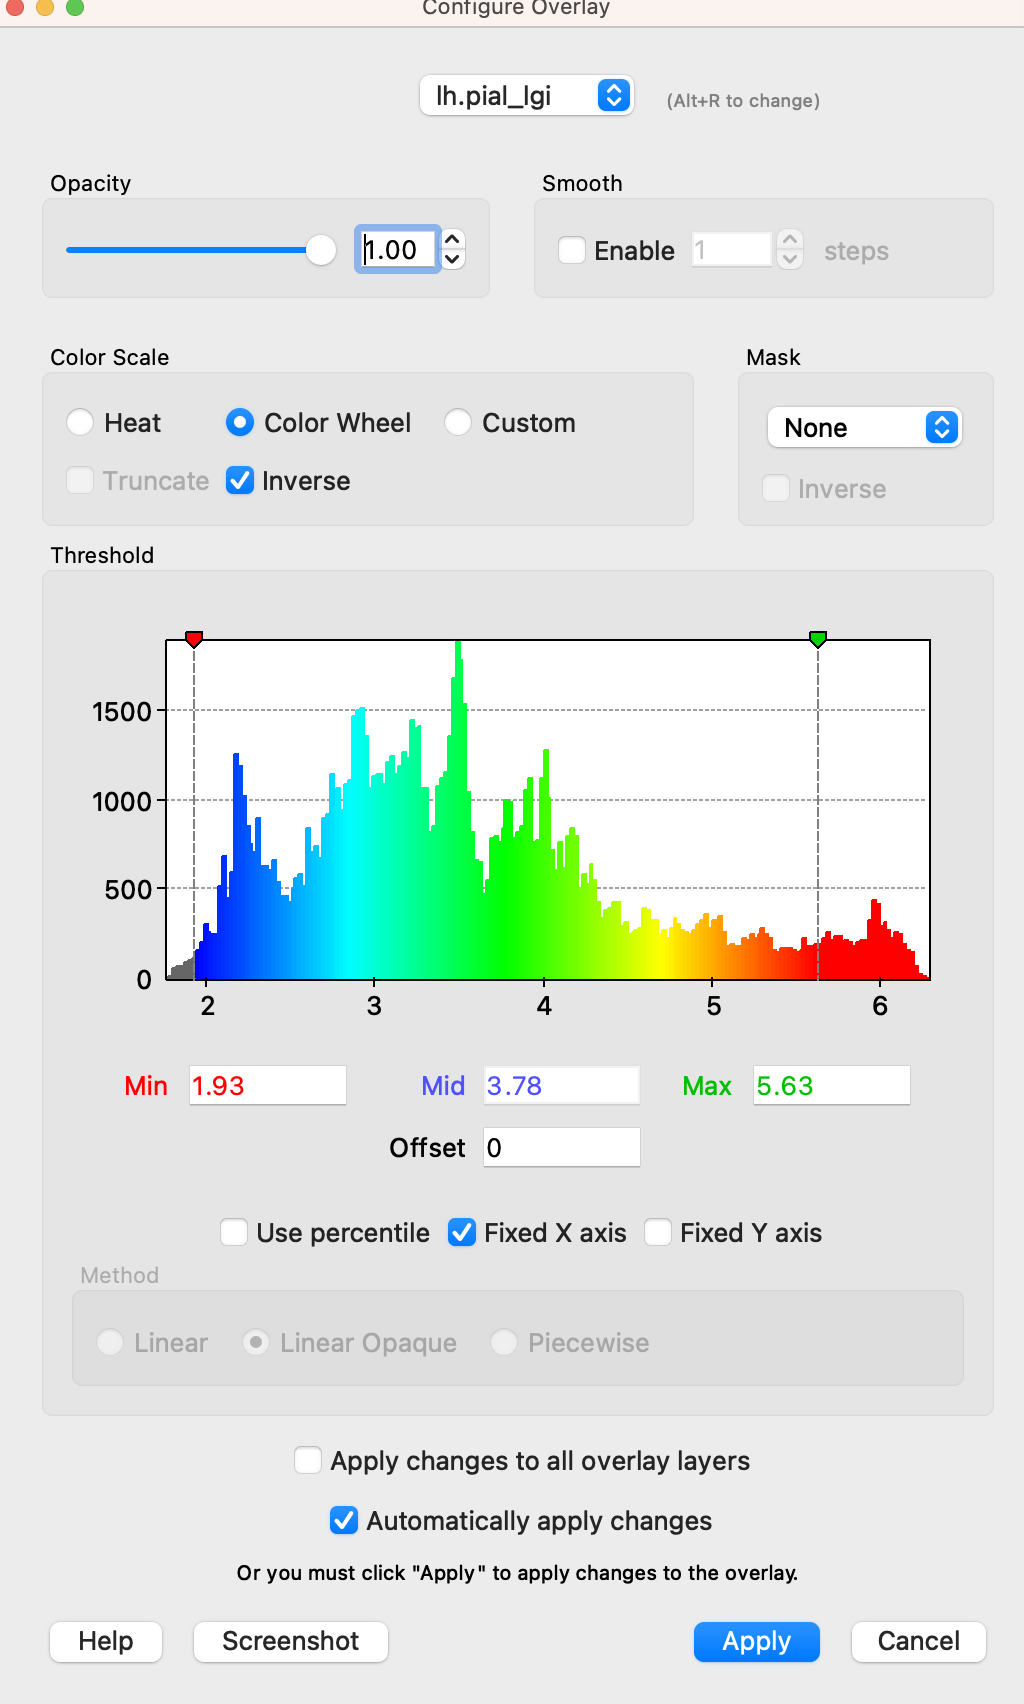 Configure Overlay
lh.pial_lgi (Alt+R to change)
Opacity Smooth
1.00 Enable 1 steps
Color Scale Mask
Heat Color Wheel Custom None
Truncate Inverse Inverse
Threshold
1500
1000
500
0
2 3 4 5 6
Min 1.93 Mid 3.78 Max 5.63
Offset 0
Use percentile Fixed X axis Fixed Y axis
Method
Linear Linear Opaque Piecewise
Apply changes to all overlay layers
Automatically apply changes
Or you must click "Apply" to apply changes to the overlay.
Help Screenshot Apply Cancel